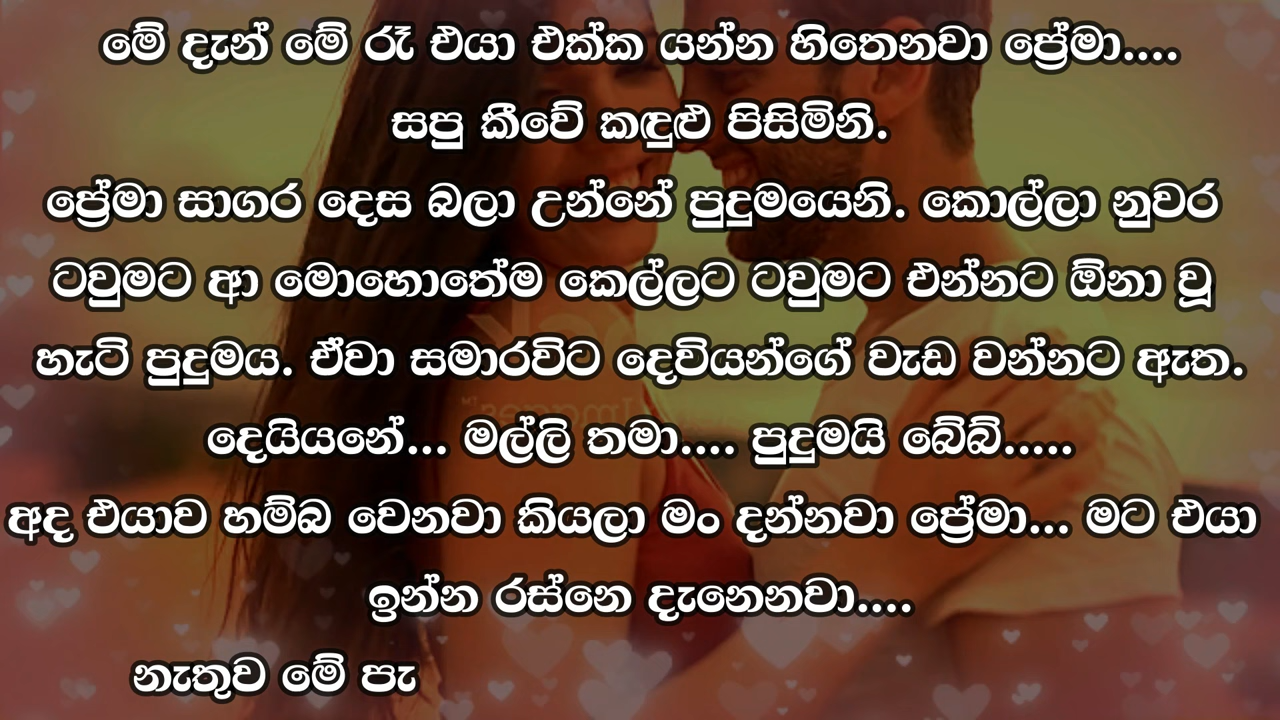 මේ දැන් මේ රෑ එයා එක්ක යන්න හිතෙනවා ප්‍රේමා....
සපු කීවේ කඳුළු පිසිමිනි.
ප්‍රේමා සාගර දෙස බලා උන්නේ පුදුමයෙනි. කොල්ලා නුවර
ටවුමට ආ මොහොතේම කෙල්ලට ටවුමට එන්නට ඕනා වූ
හැටි පුදුමය. ඒවා සමාරවිට දෙවියන්ගේ වැඩ වන්නට ඇත.
දෙයියනේ... මල්ලි තමා.... පුදුමයි බේබ්.....
අද එයාව හම්බ වෙනවා කියලා මං දන්නවා ප්‍රේමා... මට එයා
ඉන්න රස්නෙ දැනෙනවා....
නැතුව මේ පැ